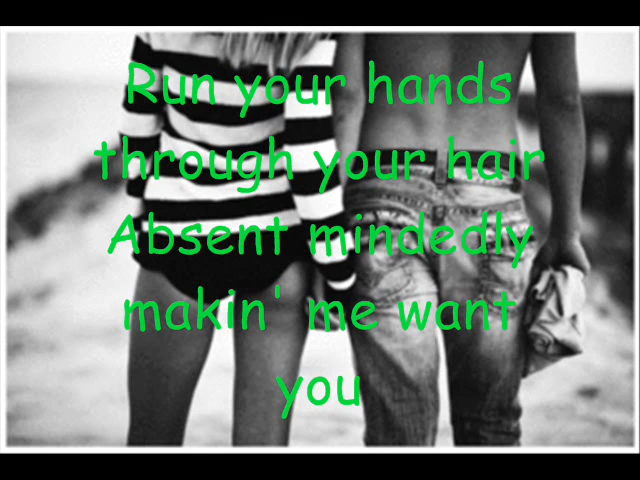 Run your hands
through your hair
Absent mindedly
makin' me want
you